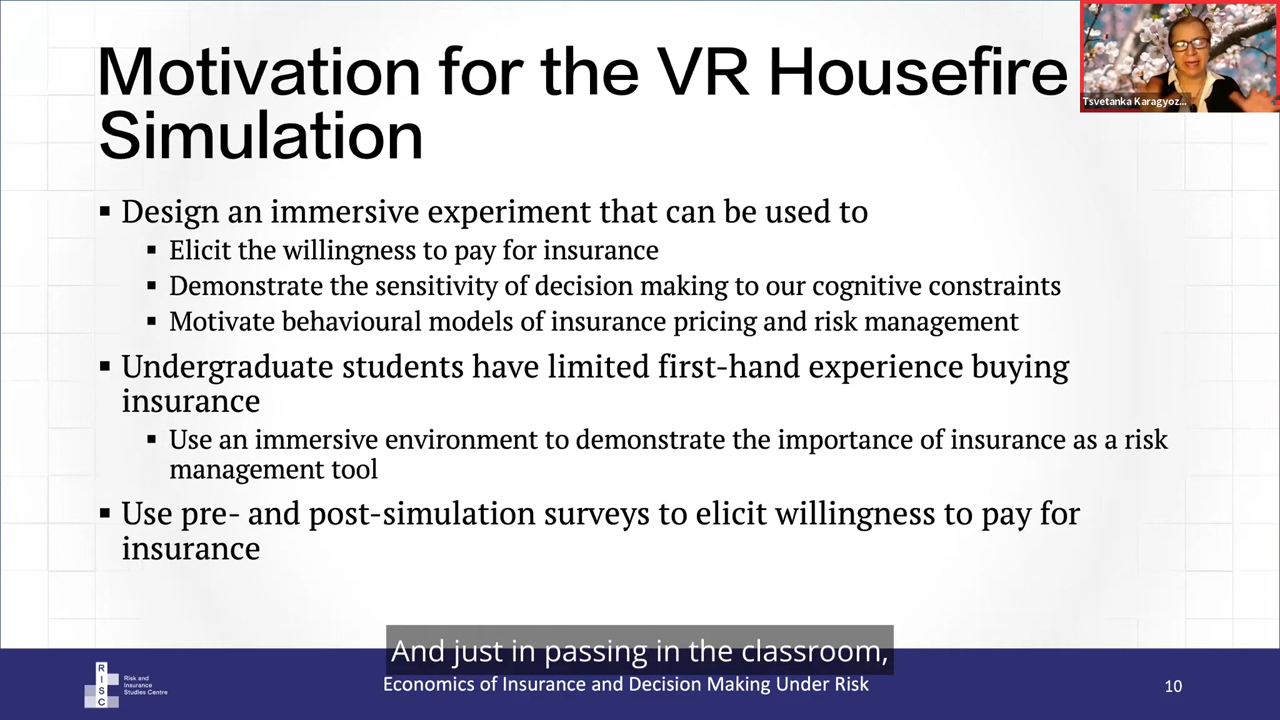 Motivation for the VR Housefire
Simulation
Tsvetanka Karagyoz...
▪ Design an immersive experiment that can be used to
▪ Elicit the willingness to pay for insurance
▪ Demonstrate the sensitivity of decision making to our cognitive constraints
▪ Motivate behavioural models of insurance pricing and risk management
▪ Undergraduate students have limited first-hand experience buying
insurance
▪ Use an immersive environment to demonstrate the importance of insurance as a risk
management tool
▪ Use pre- and post-simulation surveys to elicit willingness to pay for
insurance
And just in passing in the classroom,
R
I
S
C
Risk and
Insurance
Studies Centre
Economics of Insurance and Decision Making Under Risk
10